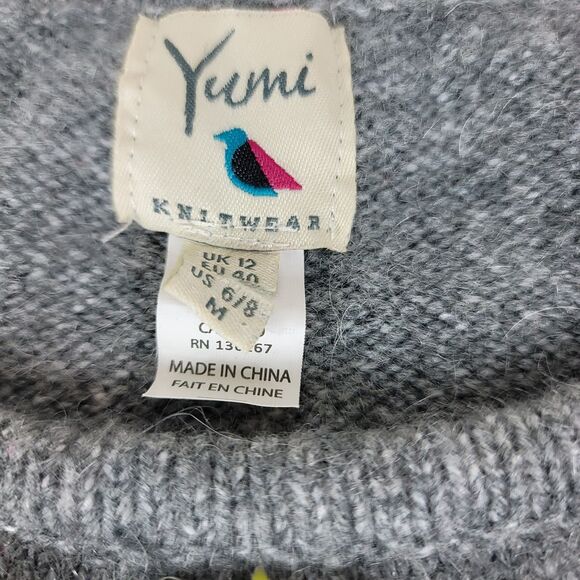 Yumi
KNITWEAR
UK 12
EU 40
US 6/8
M
MADE IN CHINA
FAIT EN CHINE